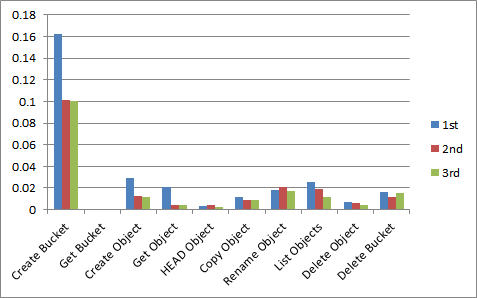 0.18
0.16
0.14
0.12
0.1
0.08
0.06
0.04
0.02
0
Create Bucket
Get Bucket
Create Object
Get Object
HEAD Object
Copy Object
Rename Object
List Objects
Delete Object
Delete Bucket
1st
2nd
3rd